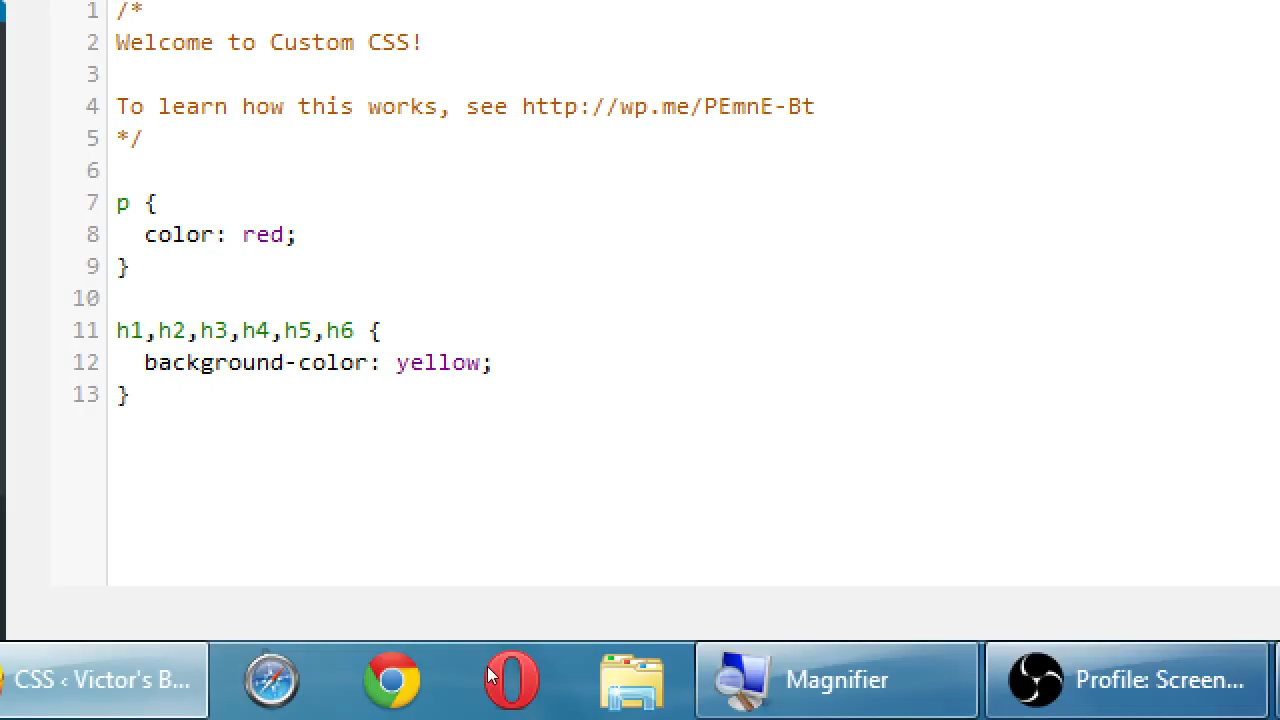 1 /*
2 Welcome to Custom CSS!
3
4 To learn how this works, see http://wp.me/PEmnE-Bt
5 */
6
7 p {
8 color: red;
9 }
10
11 h1,h2,h3,h4,h5,h6 {
12 background-color: yellow;
13 }
CSS ‹ Victor's B... Magnifier Profile: Screen...